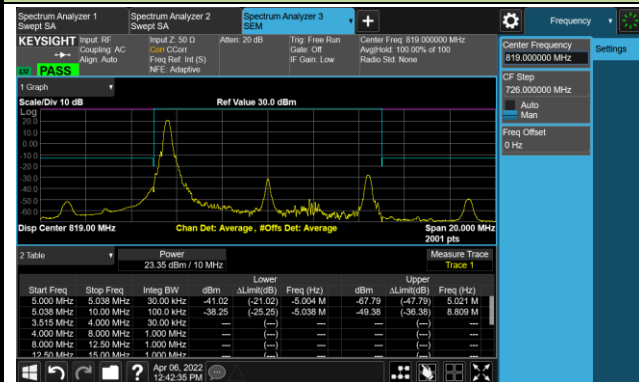 Spectrum Analyzer 1
Swept SA
Spectrum Analyzer 2
Swept SA
Spectrum Analyzer 3
SEM
Frequency
KEYSIGHT
Input: RF
Coupling: AC
Align: Auto
Input Z: 50 Ω
Corr CCorr
Freq Ref: Int (S)
NFE: Adaptive
Atten: 20 dB
Trig: Free Run
Gate: Off
IF Gain: Low
Center Freq: 819.000000 MHz
Avg|Hold: 100.00% of 100
Radio Std: None
PASS
Center Frequency
819.000000 MHz
Settings
CF Step
726.000000 MHz
Auto
Man
Freq Offset
0 Hz
1 Graph
Scale/Div 10 dB
Ref Value 30.0 dBm
Log
20.0
10.0
0.00
-10.0
-20.0
-30.0
-40.0
-50.0
-60.0
Disp Center 819.00 MHz
Chan Det: Average , #Offs Det: Average
Span 20.000 MHz
2001 pts
2 Table
Power
23.35 dBm / 10 MHz
Measure Trace
Trace 1
Lower Upper
Start Freq Stop Freq Integ BW dBm ΔLimit(dB) Freq (Hz) dBm ΔLimit(dB) Freq (Hz)
5.000 MHz 5.038 MHz 30.00 kHz -41.02 (-21.02) -5.004 M -67.79 (-47.79) 5.021 M
5.038 MHz 10.00 MHz 100.0 kHz -38.25 (-25.25) -5.038 M -49.38 (-36.38) 8.809 M
3.515 MHz 4.000 MHz 30.00 kHz --- (---) --- --- (---) ---
4.000 MHz 8.000 MHz 1.000 MHz --- (---) --- --- (---) ---
8.000 MHz 12.50 MHz 1.000 MHz --- (---) --- --- (---) ---
12.50 MHz 15.00 MHz 1.000 MHz --- (---) --- --- (---) ---
Apr 06, 2022
12:42:35 PM